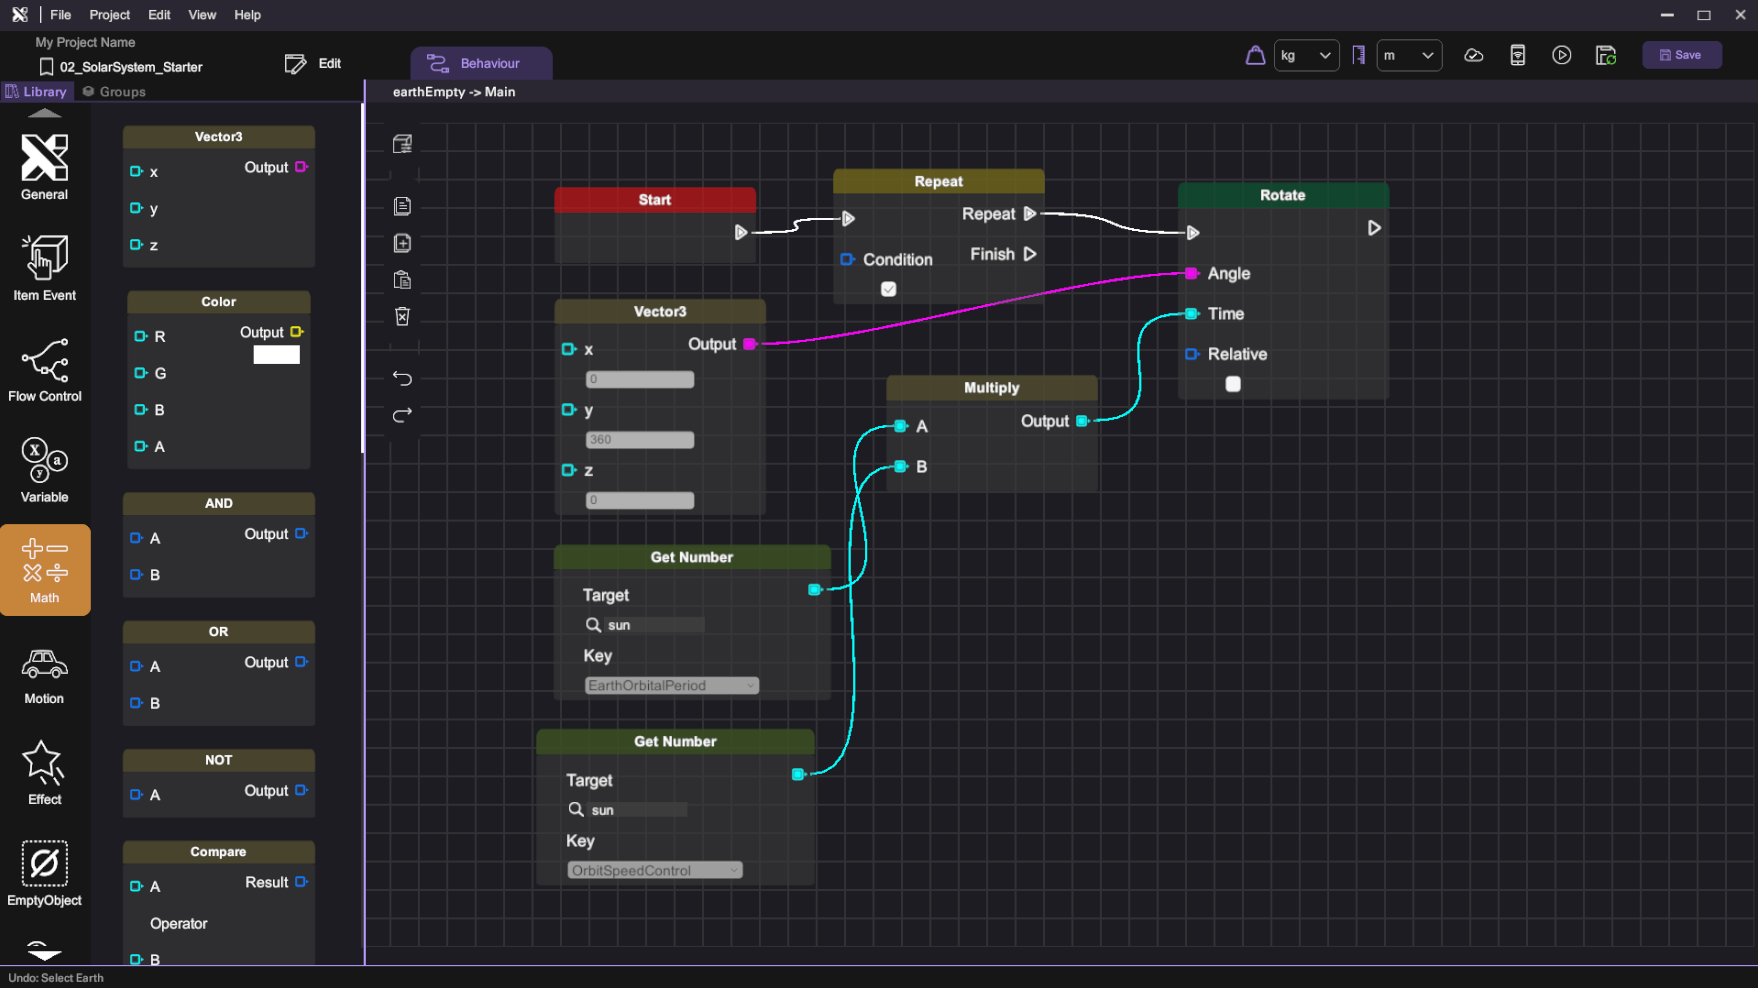 File Project Edit View Help
My Project Name
02_SolarSystem_Starter
Edit
Behaviour
kg
m
Save
Library
Groups
earthEmpty -> Main
General
Item Event
Flow Control
Variable
Math
Motion
Effect
EmptyObject
Vector3
x Output
y
z
Color
R Output
G
B
A
AND
A Output
B
OR
A Output
B
NOT
A Output
Compare
A Result
Operator
B
Start
Repeat
Repeat
Condition Finish
Rotate
Angle
Time
Relative
Vector3
Output
x
0
y
360
z
0
Multiply
A Output
B
Get Number
Target
sun
Key
EarthOrbitalPeriod
Get Number
Target
sun
Key
OrbitSpeedControl
Undo: Select Earth